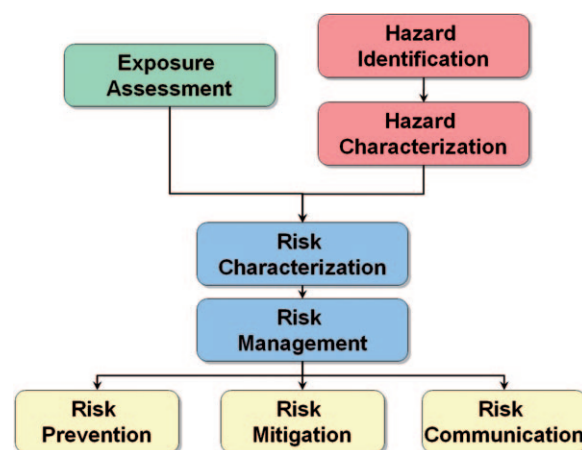 Exposure
Assessment
Hazard
Identification
Hazard
Characterization
Risk
Characterization
Risk
Management
Risk
Prevention
Risk
Mitigation
Risk
Communication